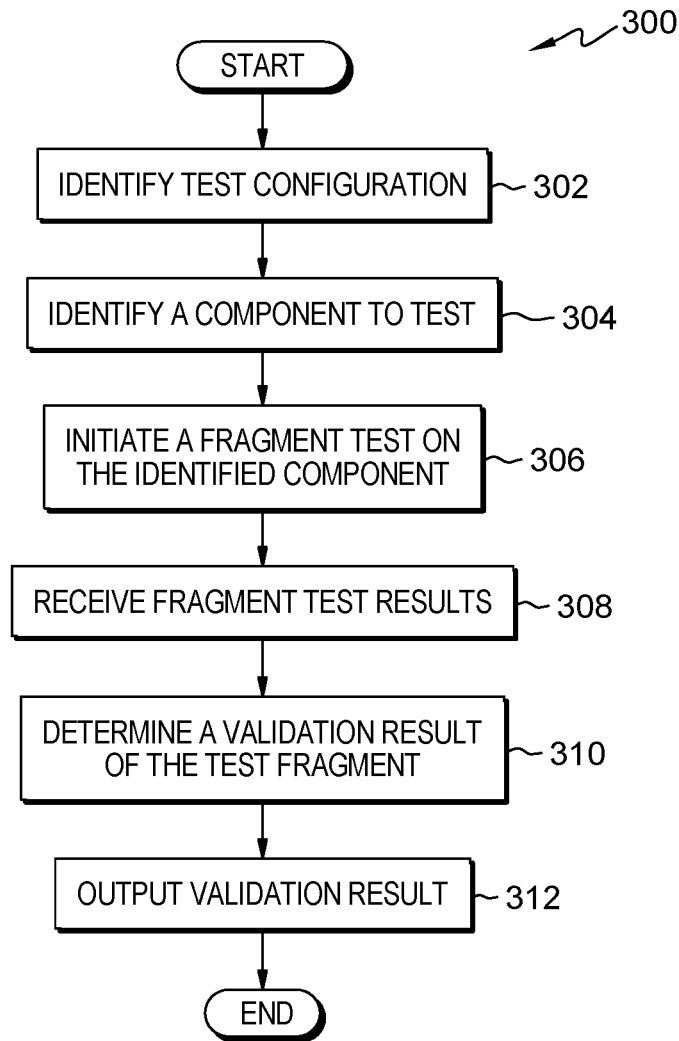 300
START
IDENTIFY TEST CONFIGURATION
302
IDENTIFY A COMPONENT TO TEST
304
INITIATE A FRAGMENT TEST ON
THE IDENTIFIED COMPONENT
306
RECEIVE FRAGMENT TEST RESULTS
308
DETERMINE A VALIDATION RESULT
OF THE TEST FRAGMENT
310
OUTPUT VALIDATION RESULT
312
END